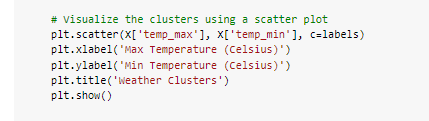 # Visualize the clusters using a scatter plot
plt.scatter(X['temp_max'], X['temp_min'], c=labels)
plt.xlabel('Max Temperature (Celsius)')
plt.ylabel('Min Temperature (Celsius)')
plt.title('Weather Clusters')
plt.show()